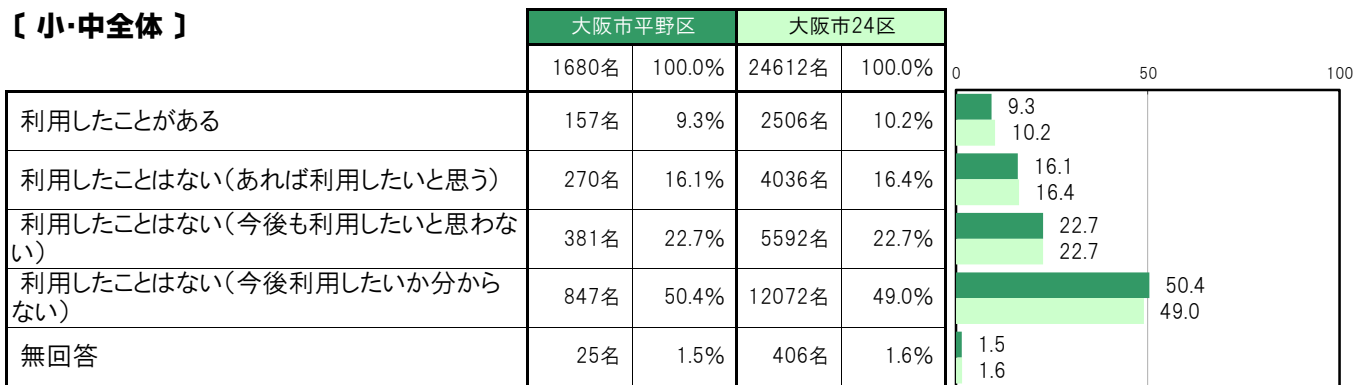 〔 小・中全体 〕
大阪市平野区 大阪市24区
1680名 100.0% 24612名 100.0%
0 50 100
利用したことがある 157名 9.3% 2506名 10.2%
9.3
10.2
利用したことはない（あれば利用したいと思う） 270名 16.1% 4036名 16.4%
16.1
16.4
利用したことはない（今後も利用したいと思わな
い） 381名 22.7% 5592名 22.7%
22.7
22.7
利用したことはない（今後利用したいか分から
ない） 847名 50.4% 12072名 49.0%
50.4
49.0
無回答 25名 1.5% 406名 1.6%
1.5
1.6